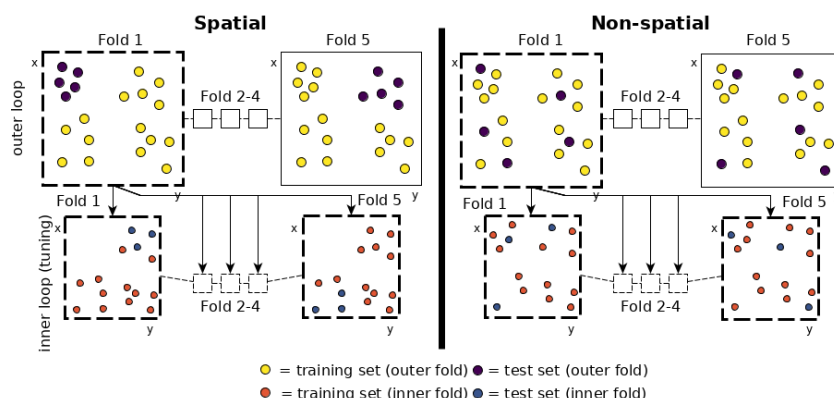 Spatial
Non-spatial
Fold 1
Fold 5
Fold 1
Fold 5
x
x
x
x
outer loop
Fold 2-4
Fold 2-4
y
y
y
y
Fold 1
Fold 5
Fold 1
Fold 5
x
x
x
x
inner loop (tuning)
Fold 2-4
Fold 2-4
y
y
y
y
= training set (outer fold)
= test set (outer fold)
= training set (inner fold)
= test set (inner fold)